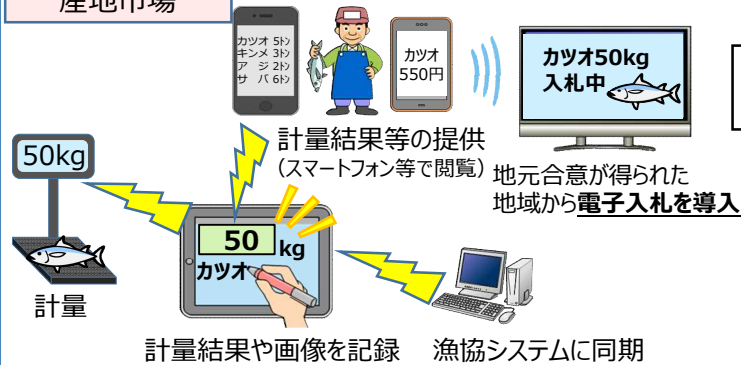 産地市場
カツオ 5トン
キンメ 3トン
ア ジ 2トン
サ バ 6トン
カツオ
550円
カツオ50kg
入札中
計量結果等の提供
(スマートフォン等で閲覧)
地元合意が得られた
地域から電子入札を導入
50kg
計量
50 kg
カツオ
計量結果や画像を記録
漁協システムに同期